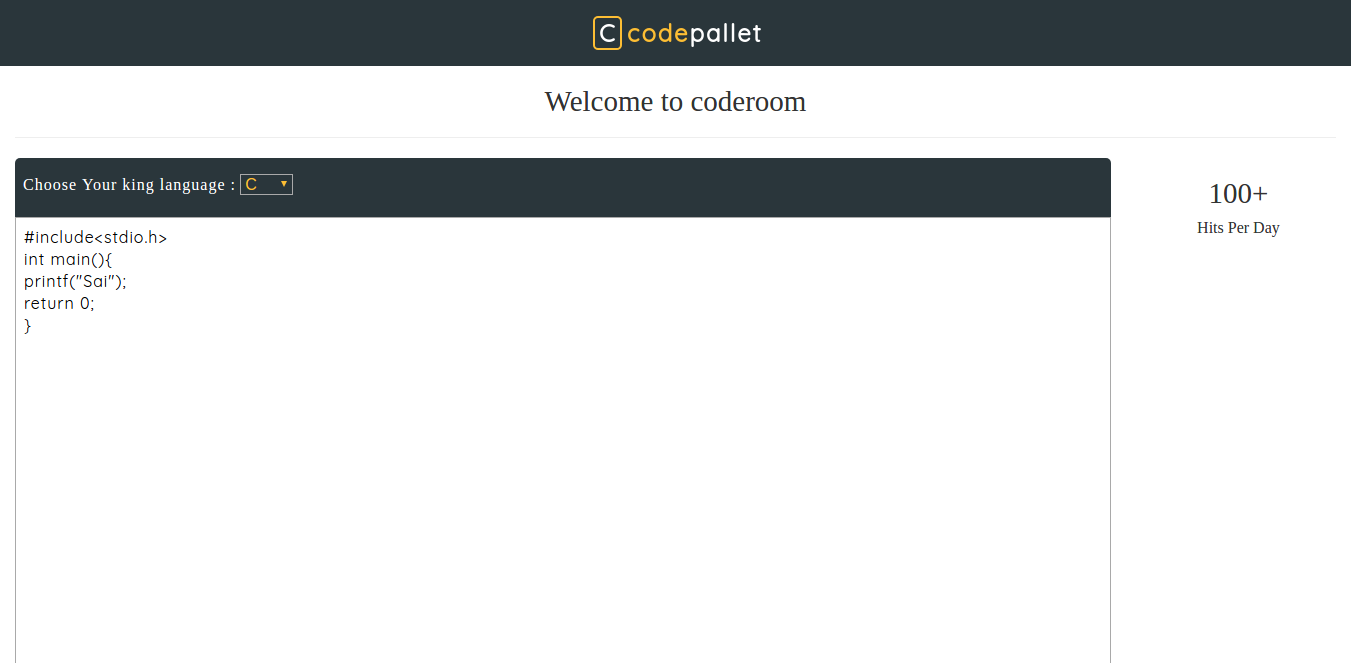 C codepallet
Welcome to coderoom
Choose Your king language : C
100+
Hits Per Day
#include<stdio.h>
int main(){
printf("Sai");
return 0;
}